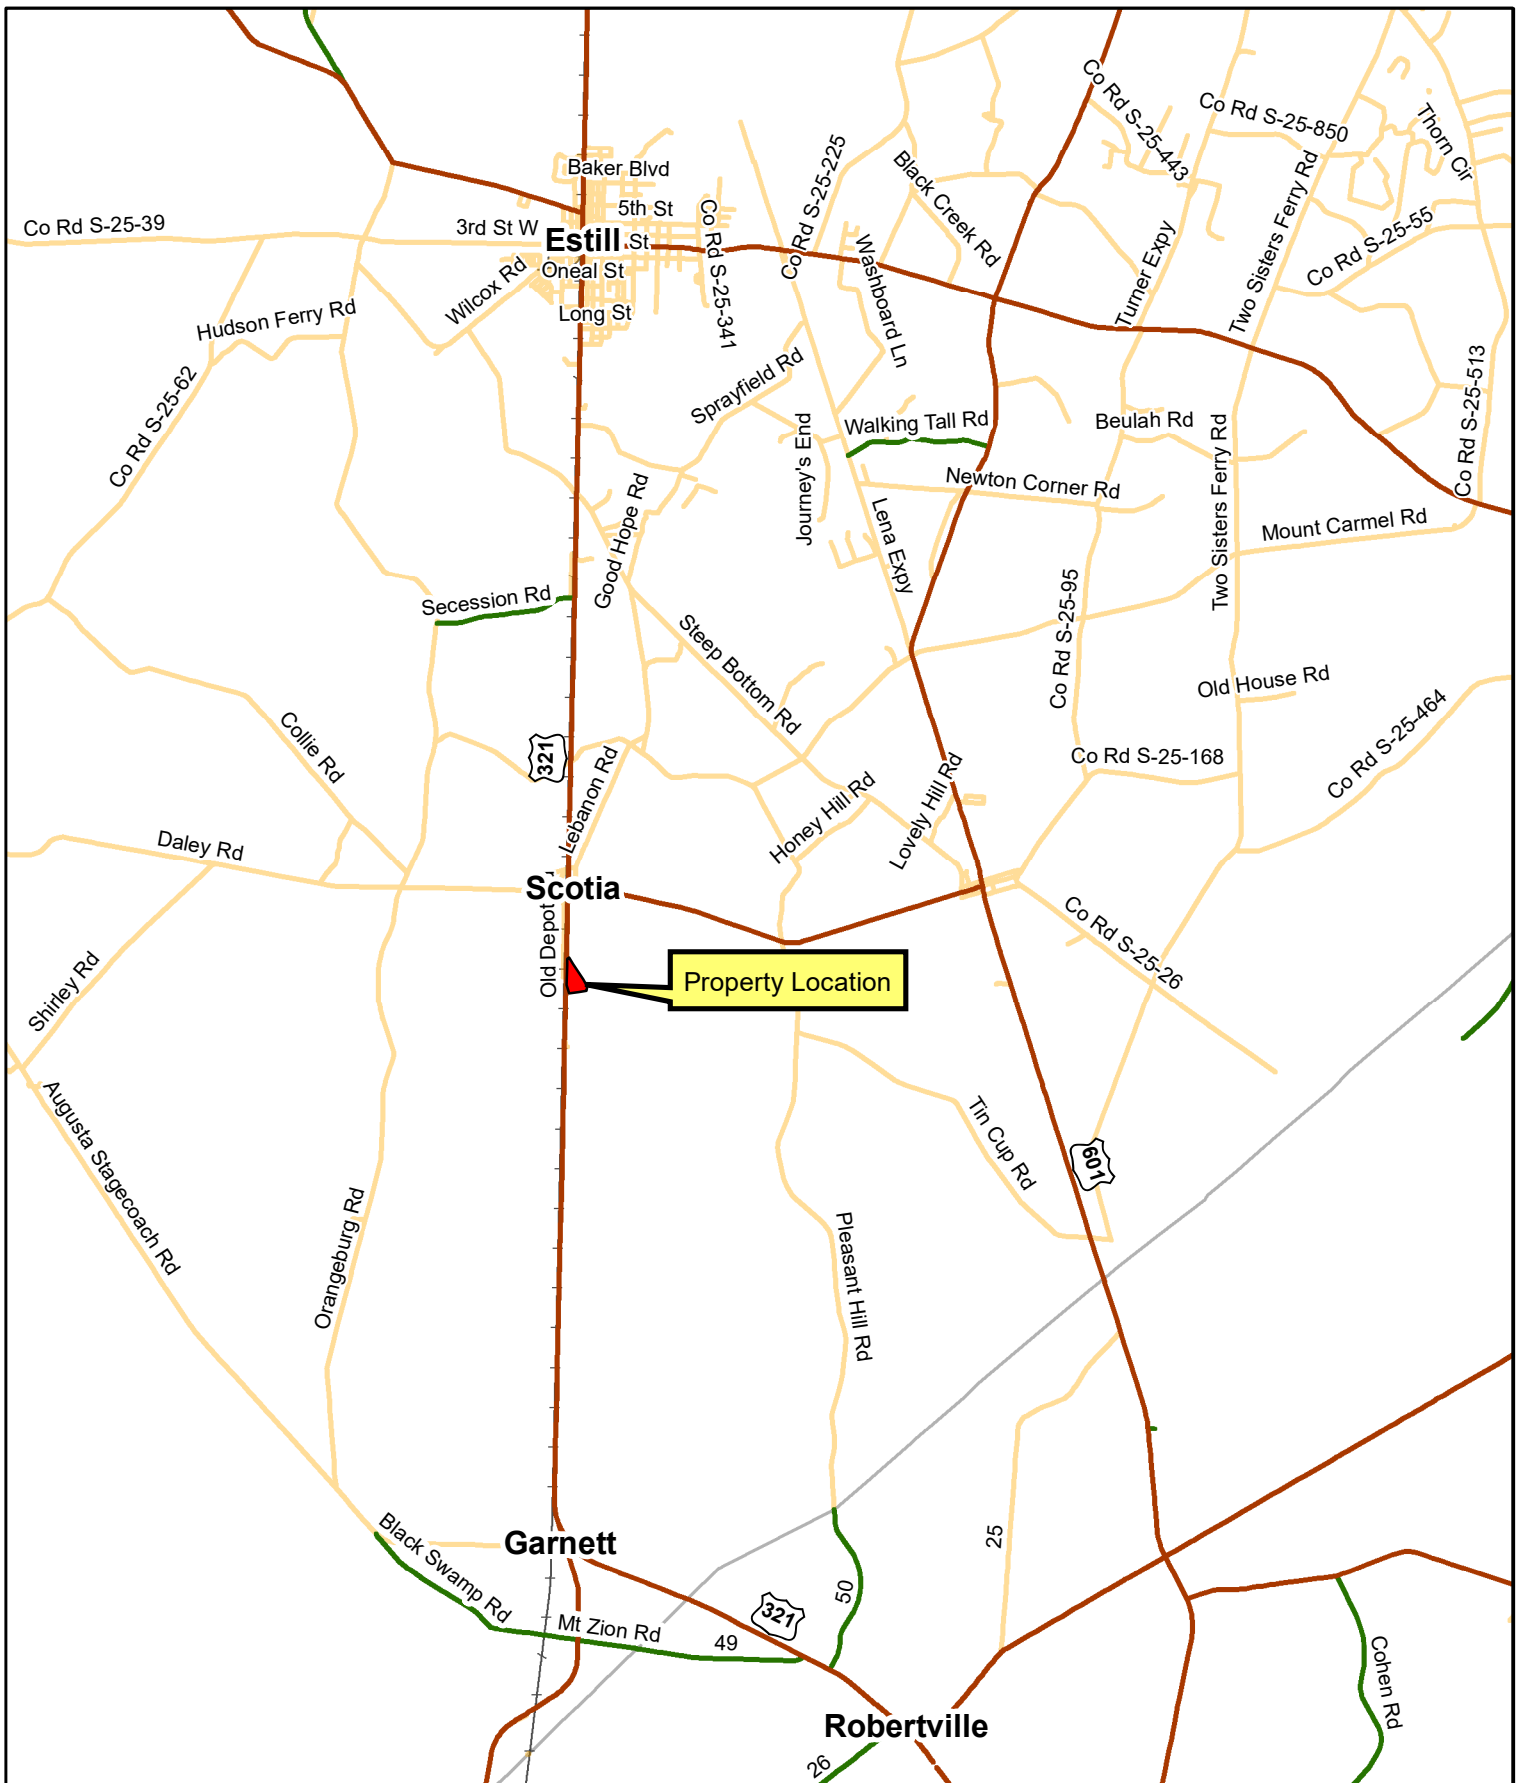 Co Rd S-25-443
Co Rd S-25-850
Thorn Cir
Baker Blvd
Co Rd S-25-225
Black Creek Rd
Two Sisters Ferry Rd
5th St
Co Rd S-25-39
3rd St W
Estill
St
Co Rd S-25-341
Co Rd S-25-55
Oneal St
Wilcox Rd
Washboard Ln
Turner Expy
Long St
Hudson Ferry Rd
Co Rd S-25-62
Sprayfield Rd
Co Rd S-25-513
Journey's End
Walking Tall Rd
Beulah Rd
Newton Corner Rd
Two Sisters Ferry Rd
Good Hope Rd
Lena Expy
Mount Carmel Rd
Secession Rd
Co Rd S-25-95
Steep Bottom Rd
Old House Rd
Co Rd S-25-464
Collie Rd
321
Lebanon Rd
Co Rd S-25-168
Honey Hill Rd
Lovely Hill Rd
Daley Rd
Scotia
Old Depot
Co Rd S-25-26
Shirley Rd
Property Location
Augusta Stagecoach Rd
Tin Cup Rd
601
Orangeburg Rd
Pleasant Hill Rd
Black Swamp Rd
Garnett
25
50
321
Mt Zion Rd
49
Cohen Rd
Robertville
26